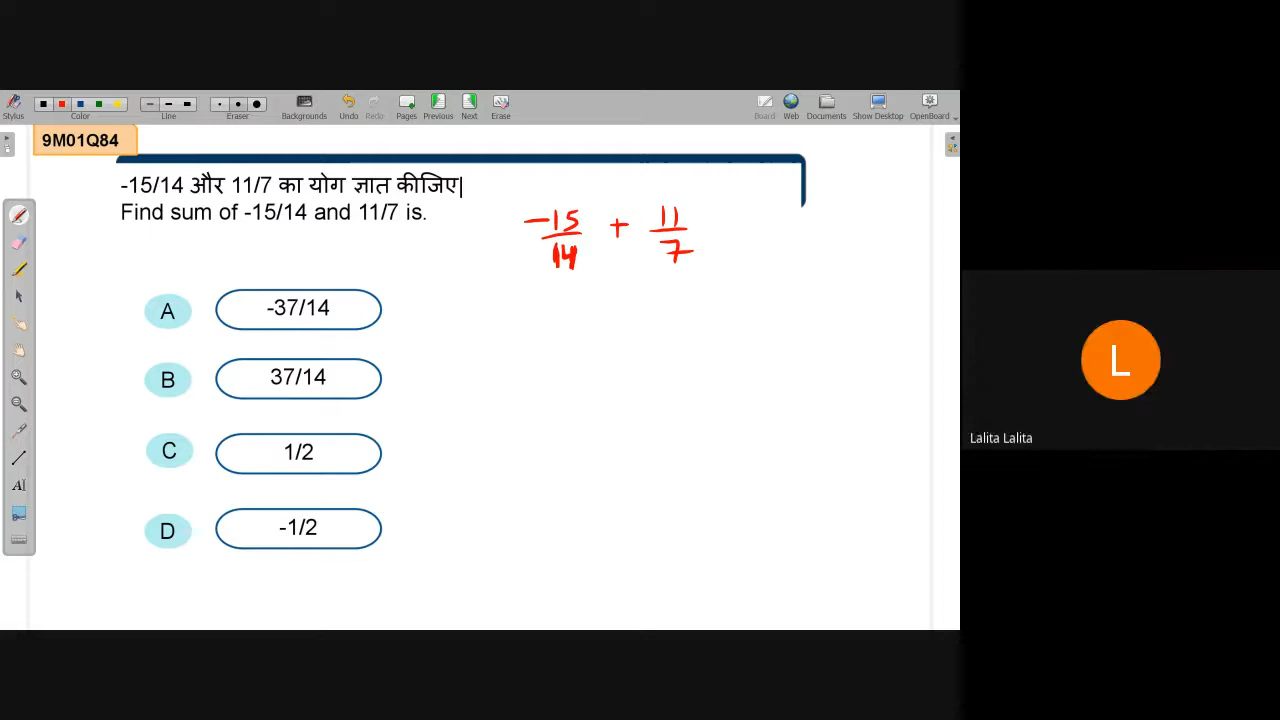 Stylus
Color
Line
Eraser
Backgrounds
Undo
Redo
Pages
Previous
Next
Erase
Board
Web
Documents
Show Desktop
OpenBoard
9M01Q84
-15/14 और 11/7 का योग ज्ञात कीजिए|
Find sum of -15/14 and 11/7 is.
-15/14 + 11/7
A -37/14
B 37/14
C 1/2
D -1/2
L
Lalita Lalita